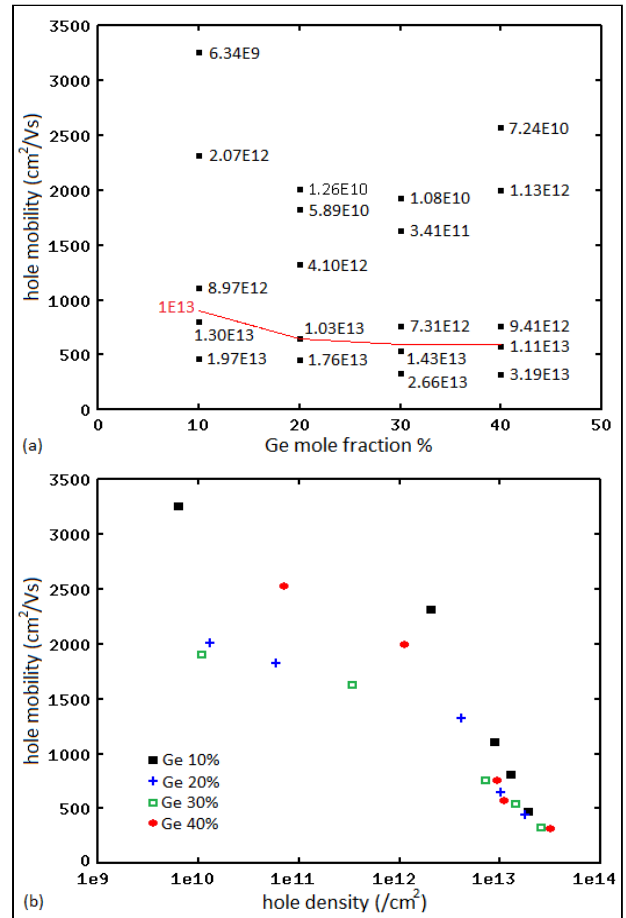 3500
3000
2500
2000
1500
1000
500
0
hole mobility (cm²/Vs)
6.34E9
2.07E12
8.97E12
1E13
1.30E13
1.97E13
1.26E10
5.89E10
4.10E12
1.03E13
1.76E13
1.08E10
3.41E11
7.31E12
1.43E13
2.66E13
7.24E10
1.13E12
9.41E12
1.11E13
3.19E13
0 10 20 30 40 50
(a) Ge mole fraction %
3500
3000
2500
2000
1500
1000
500
0
hole mobility (cm²/Vs)
Ge 10%
Ge 20%
Ge 30%
Ge 40%
1e9 1e10 1e11 1e12 1e13 1e14
(b) hole density (/cm²)